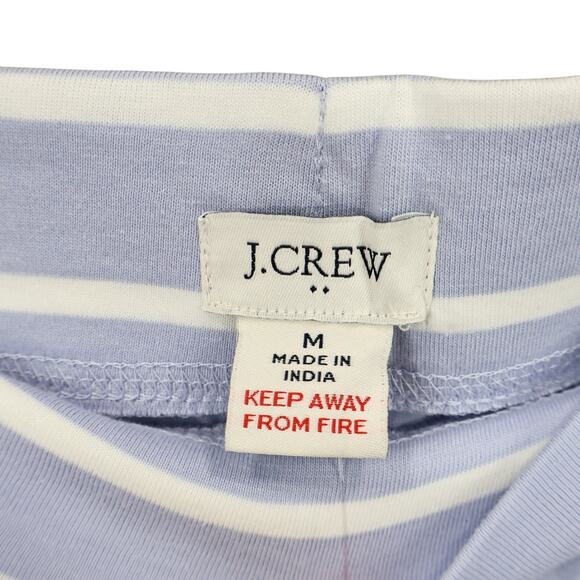 J.CREW
M
MADE IN
INDIA
KEEP AWAY
FROM FIRE